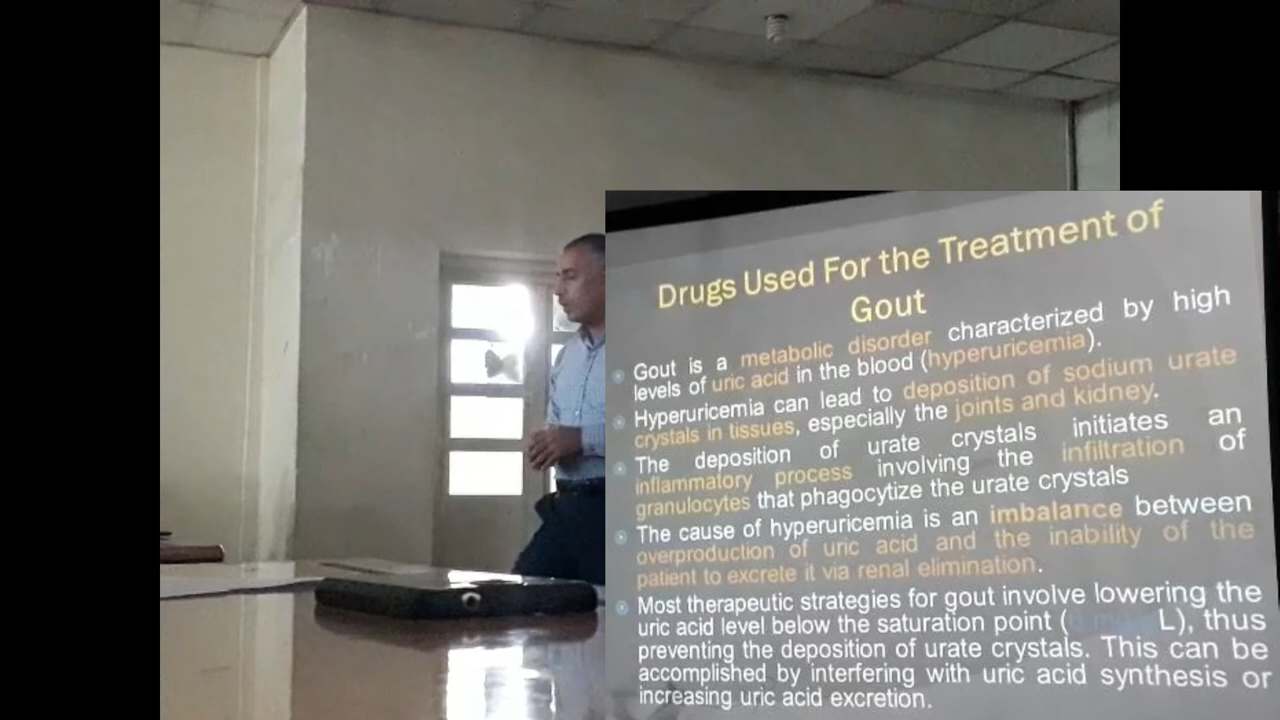 Drugs Used For the Treatment of
Gout
Gout is a metabolic disorder characterized by high
levels of uric acid in the blood (hyperuricemia).
Hyperuricemia can lead to deposition of sodium urate
crystals in tissues, especially the joints and kidney.
The deposition of urate crystals initiates an
inflammatory process involving the infiltration of
granulocytes that phagocytize the urate crystals
The cause of hyperuricemia is an imbalance between
overproduction of uric acid and the inability of the
patient to excrete it via renal elimination.
Most therapeutic strategies for gout involve lowering the
uric acid level below the saturation point ( L), thus
preventing the deposition of urate crystals. This can be
accomplished by interfering with uric acid synthesis or
increasing uric acid excretion.